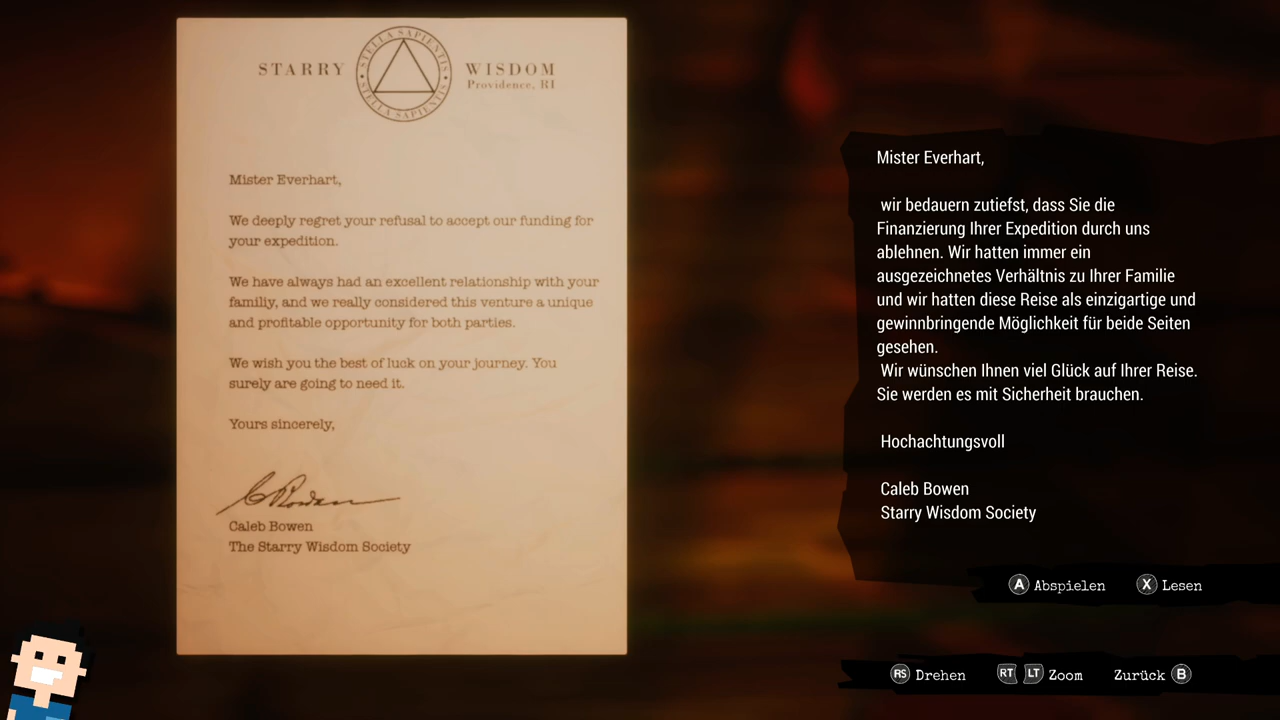 STARRY
STELLA SAPIENTIS
STELLA SAPIENTIS
WISDOM
Providence, RI
Mister Everhart,
We deeply regret your refusal to accept our funding for
your expedition.
We have always had an excellent relationship with your
familiy, and we really considered this venture a unique
and profitable opportunity for both parties.
We wish you the best of luck on your journey. You
surely are going to need it.
Yours sincerely,
C Bowen
Caleb Bowen
The Starry Wisdom Society
Mister Everhart,
wir bedauern zutiefst, dass Sie die
Finanzierung Ihrer Expedition durch uns
ablehnen. Wir hatten immer ein
ausgezeichnetes Verhältnis zu Ihrer Familie
und wir hatten diese Reise als einzigartige und
gewinnbringende Möglichkeit für beide Seiten
gesehen.
Wir wünschen Ihnen viel Glück auf Ihrer Reise.
Sie werden es mit Sicherheit brauchen.
Hochachtungsvoll
Caleb Bowen
Starry Wisdom Society
A Abspielen X Lesen
RS Drehen RT LT Zoom Zurück B